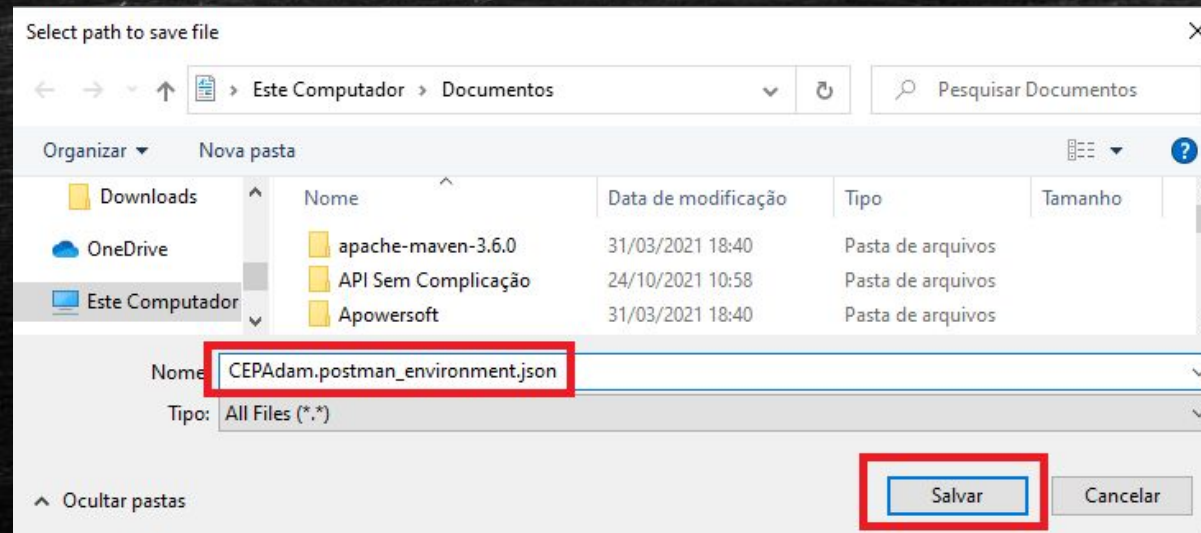 Select path to save file
Este Computador > Documentos
Pesquisar Documentos
Organizar
Nova pasta
Downloads
OneDrive
Este Computador
Nome Data de modificação Tipo Tamanho
apache-maven-3.6.0 31/03/2021 18:40 Pasta de arquivos
API Sem Complicação 24/10/2021 10:58 Pasta de arquivos
Apowersoft 31/03/2021 18:40 Pasta de arquivos
Nome CEPAdam.postman_environment.json
Tipo: All Files (*.*)
Ocultar pastas
Salvar
Cancelar